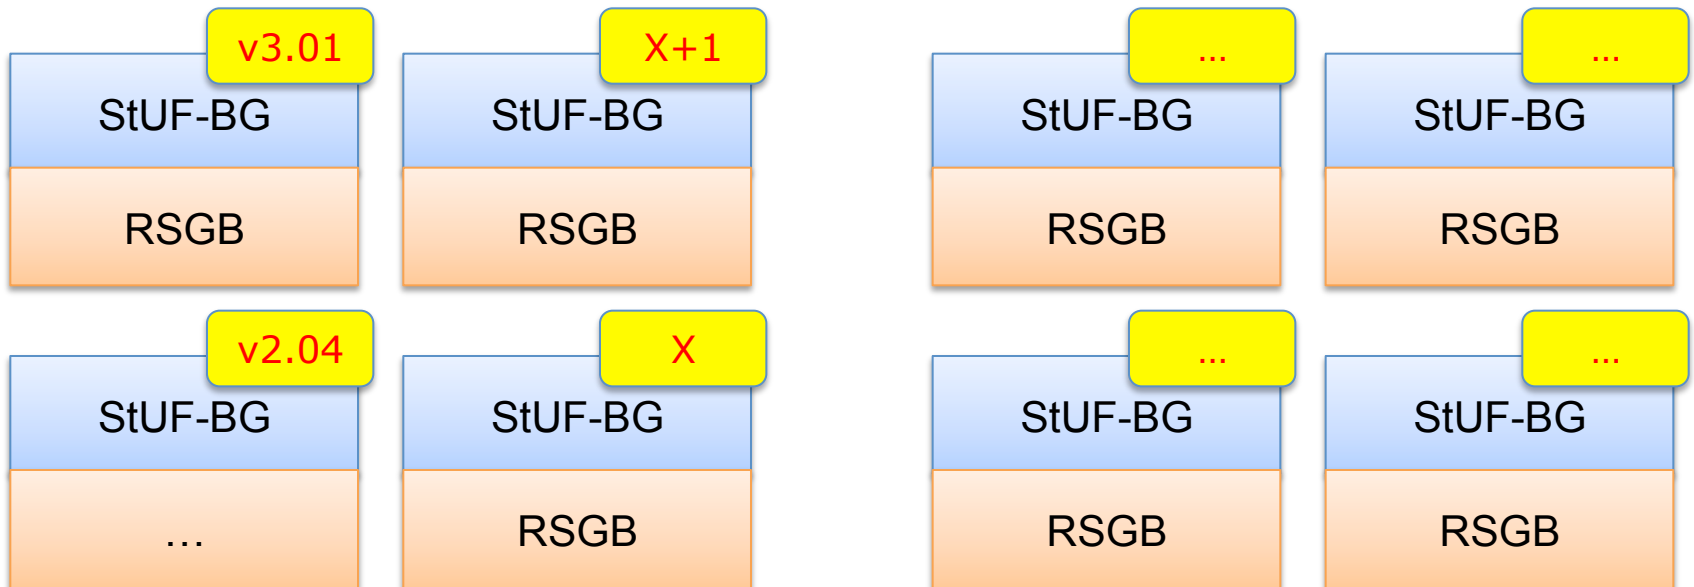 v3.01 X+1 ... ...
StUF-BG StUF-BG StUF-BG StUF-BG
RSGB RSGB RSGB RSGB
v2.04 X ... ...
StUF-BG StUF-BG StUF-BG StUF-BG
... RSGB RSGB RSGB